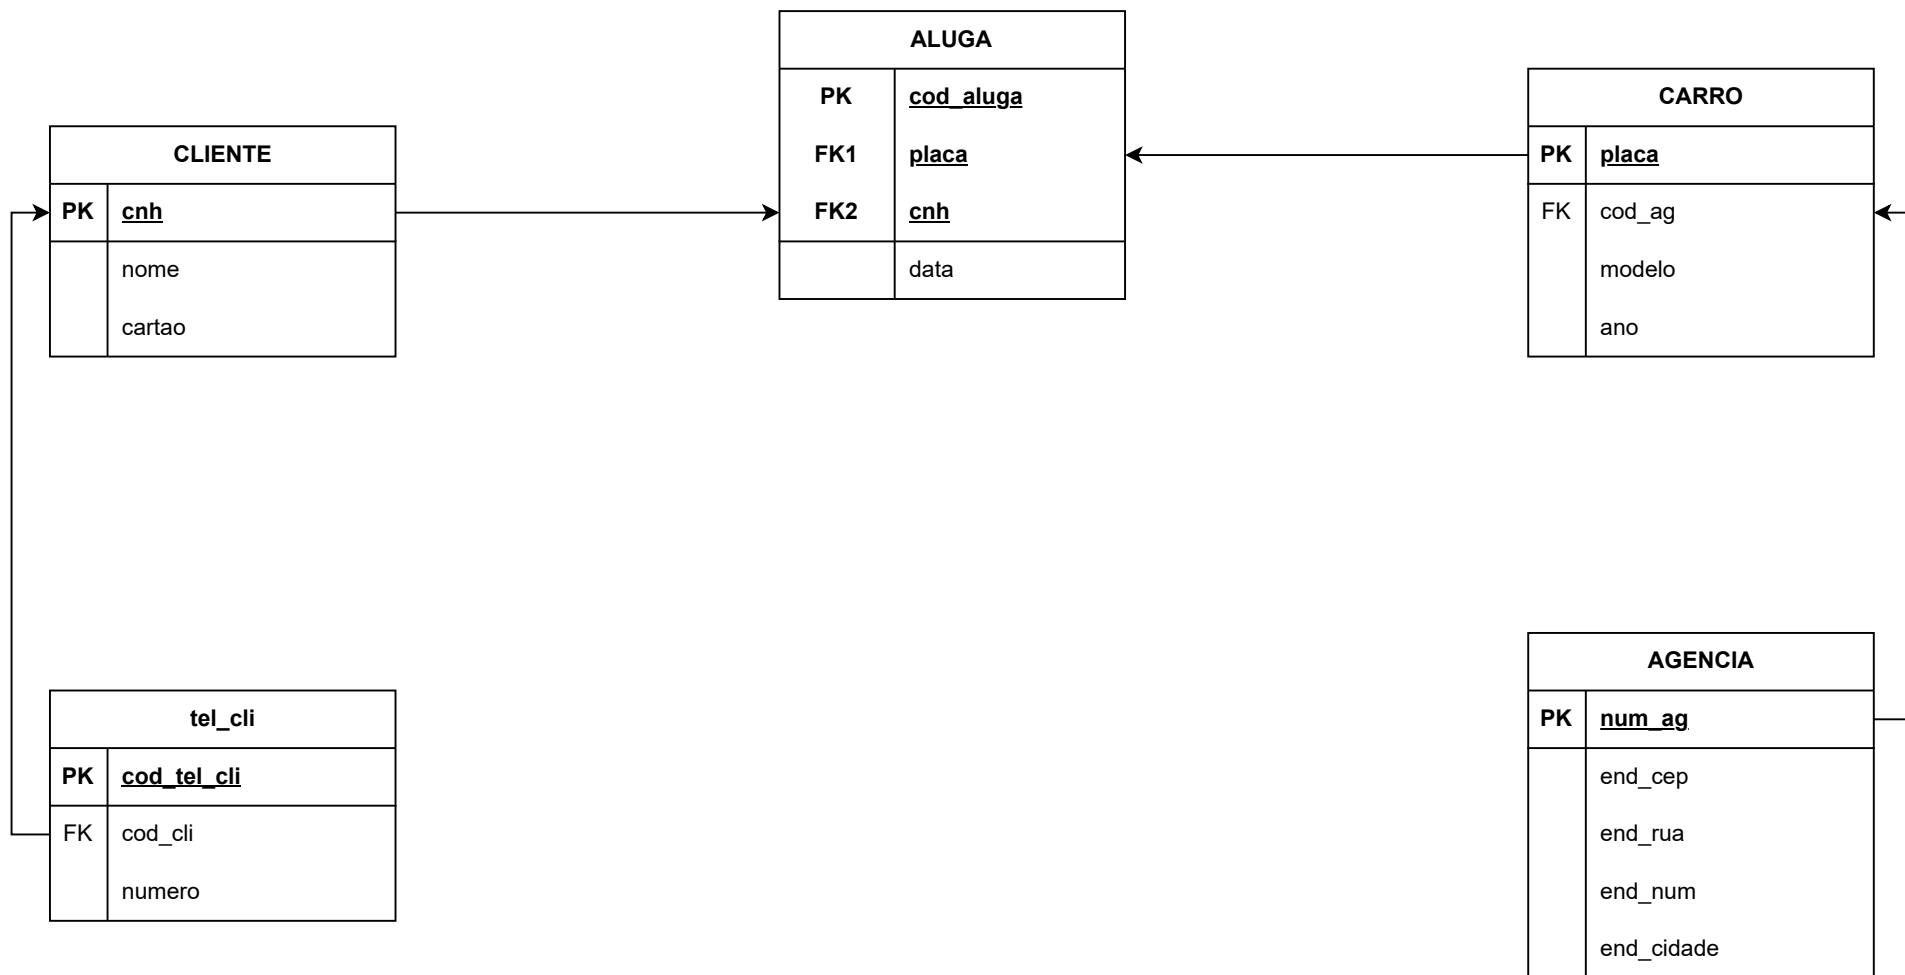 ALUGA
PK cod_aluga
FK1 placa
FK2 cnh
data
CARRO
PK placa
FK cod_ag
modelo
ano
CLIENTE
PK cnh
nome
cartao
tel_cli
PK cod_tel_cli
FK cod_cli
numero
AGENCIA
PK num_ag
end_cep
end_rua
end_num
end_cidade